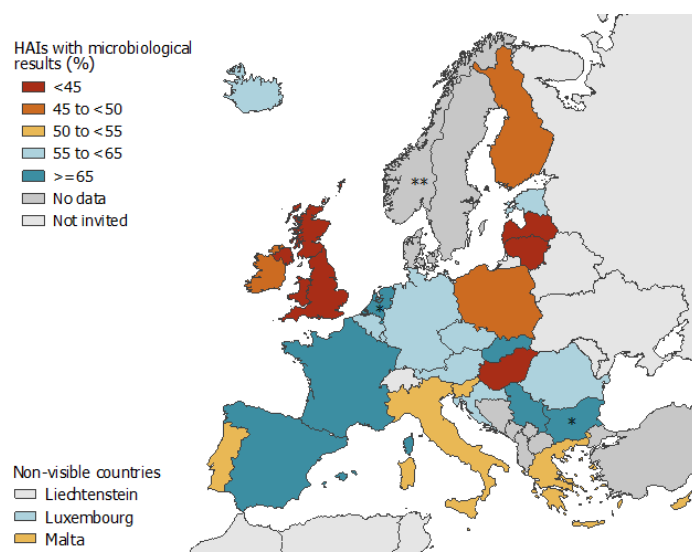 HAIs with microbiological
results (%)
<45
45 to <50
50 to <55
55 to <65
>=65
No data
Not invited
**
*
*
Non-visible countries
Liechtenstein
Luxembourg
Malta